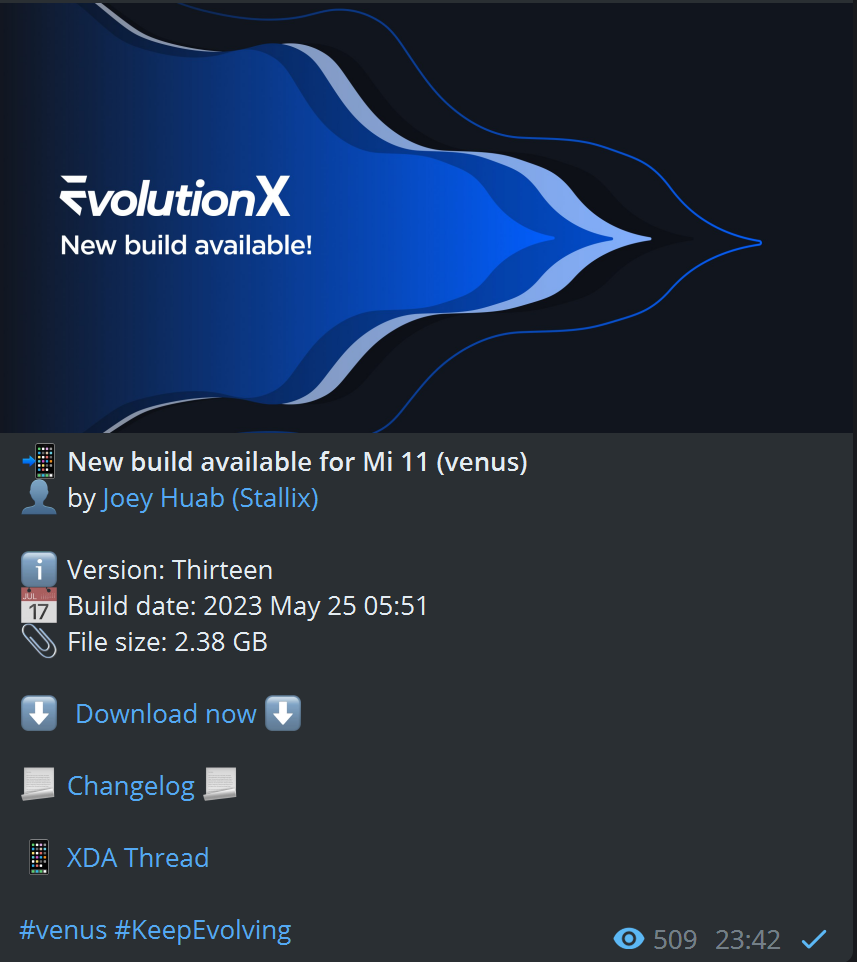 EvolutionX
New build available!
New build available for Mi 11 (venus)
by Joey Huab (Stallix)
Version: Thirteen
JUL
17
Build date: 2023 May 25 05:51
File size: 2.38 GB
Download now
Changelog
XDA Thread
#venus #KeepEvolving
509 23:42